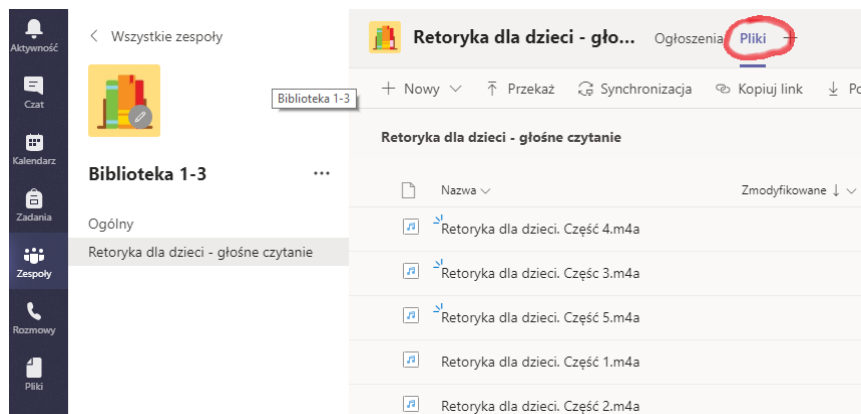 Aktywność
Czat
Kalendarz
Zadania
Zespoły
Rozmowy
Pliki
Wszystkie zespoły
Biblioteka 1-3
Biblioteka 1-3
Ogólny
Retoryka dla dzieci - głośne czytanie
Retoryka dla dzieci - gło... Ogłoszenia Pliki +
+ Nowy Przekaż Synchronizacja Kopiuj link Po
Retoryka dla dzieci - głośne czytanie
Nazwa Zmodyfikowane ↓
Retoryka dla dzieci. Część 4.m4a
Retoryka dla dzieci. Częsc 3.m4a
Retoryka dla dzieci. Część 5.m4a
Retoryka dla dzieci. Część 1.m4a
Retoryka dla dzieci. Część 2.m4a